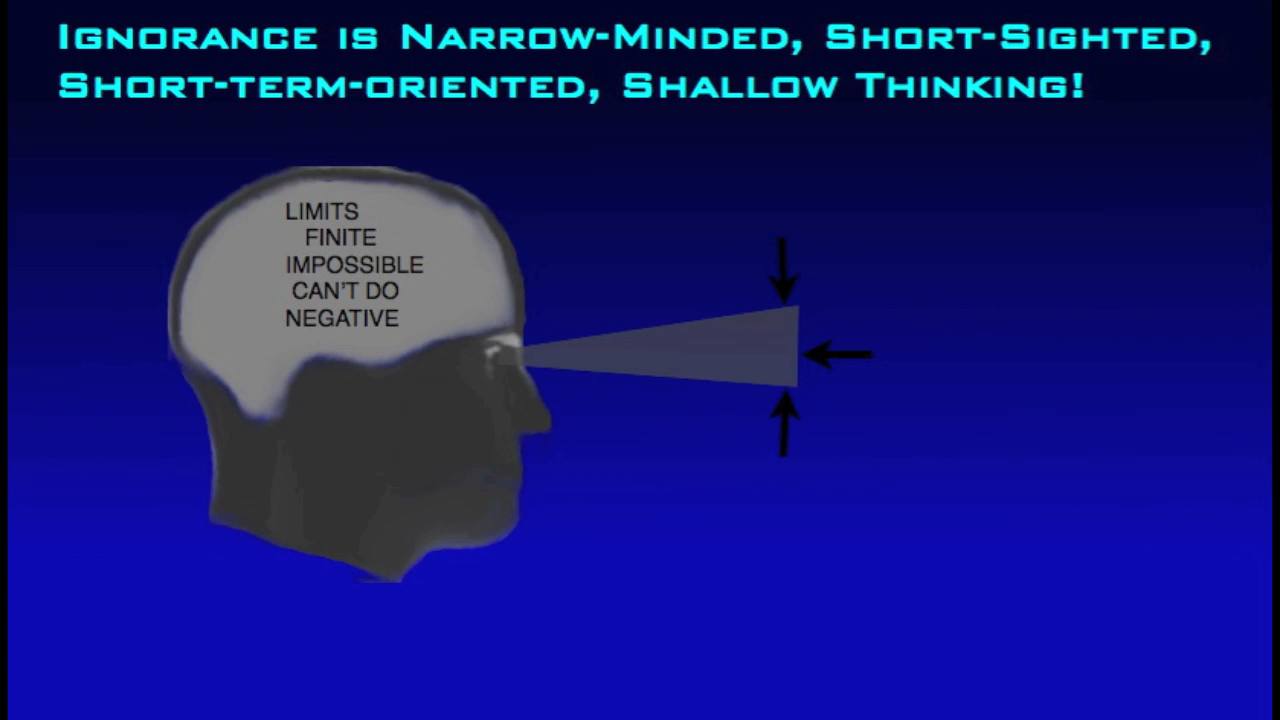 Ignorance is Narrow-Minded, Short-Sighted,
Short-term-oriented, Shallow Thinking!
LIMITS
FINITE
IMPOSSIBLE
CAN'T DO
NEGATIVE